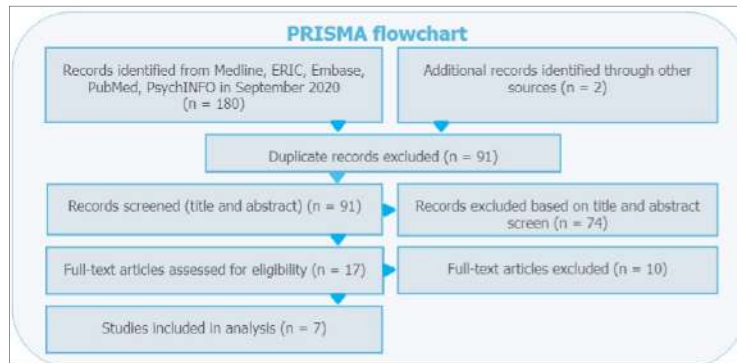 PRISMA flowchart
Records identified from Medline, ERIC, Embase,
PubMed, PsychINFO in September 2020
(n = 180)
Additional records identified through other
sources (n = 2)
Duplicate records excluded (n = 91)
Records screened (title and abstract) (n = 91)
Records excluded based on title and abstract
screen (n = 74)
Full-text articles assessed for eligibility (n = 17)
Full-text articles excluded (n = 10)
Studies included in analysis (n = 7)